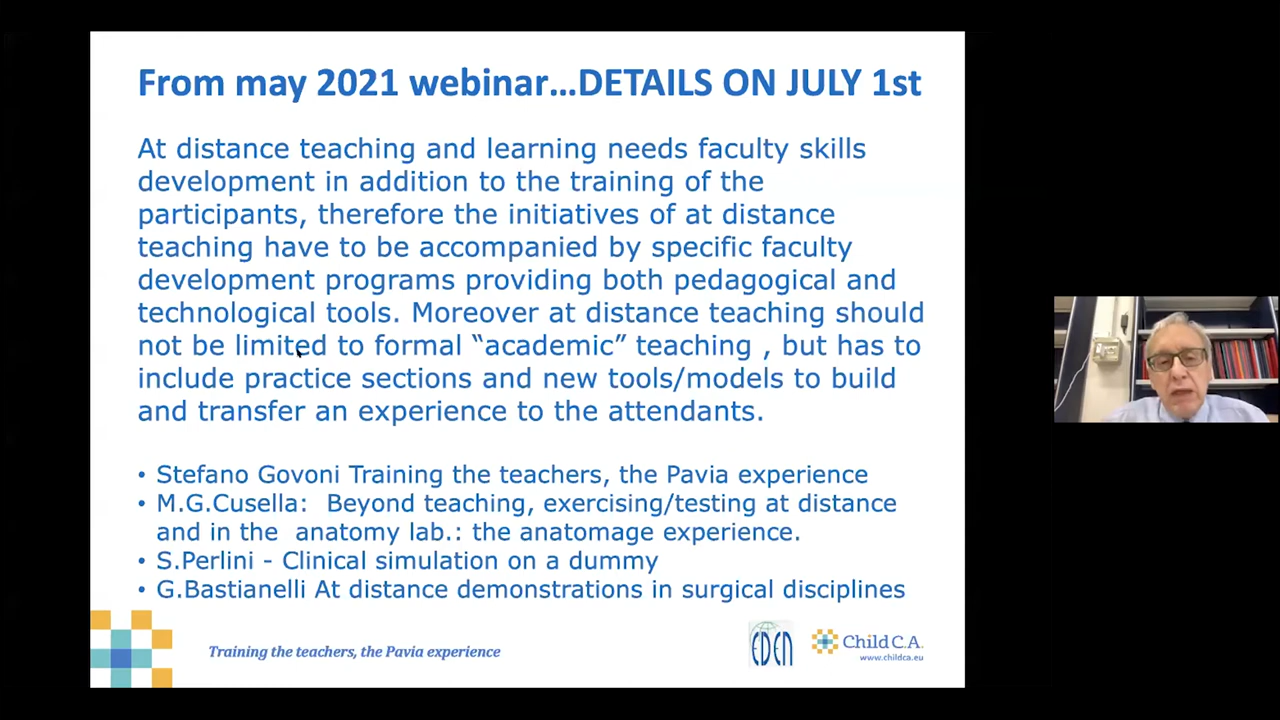 From may 2021 webinar...DETAILS ON JULY 1st
At distance teaching and learning needs faculty skills
development in addition to the training of the
participants, therefore the initiatives of at distance
teaching have to be accompanied by specific faculty
development programs providing both pedagogical and
technological tools. Moreover at distance teaching should
not be limited to formal “academic” teaching , but has to
include practice sections and new tools/models to build
and transfer an experience to the attendants.
• Stefano Govoni Training the teachers, the Pavia experience
• M.G.Cusella: Beyond teaching, exercising/testing at distance
and in the anatomy lab.: the anatomage experience.
• S.Perlini - Clinical simulation on a dummy
• G.Bastianelli At distance demonstrations in surgical disciplines
Training the teachers, the Pavia experience
EDEN
Child C.A.
www.childca.eu